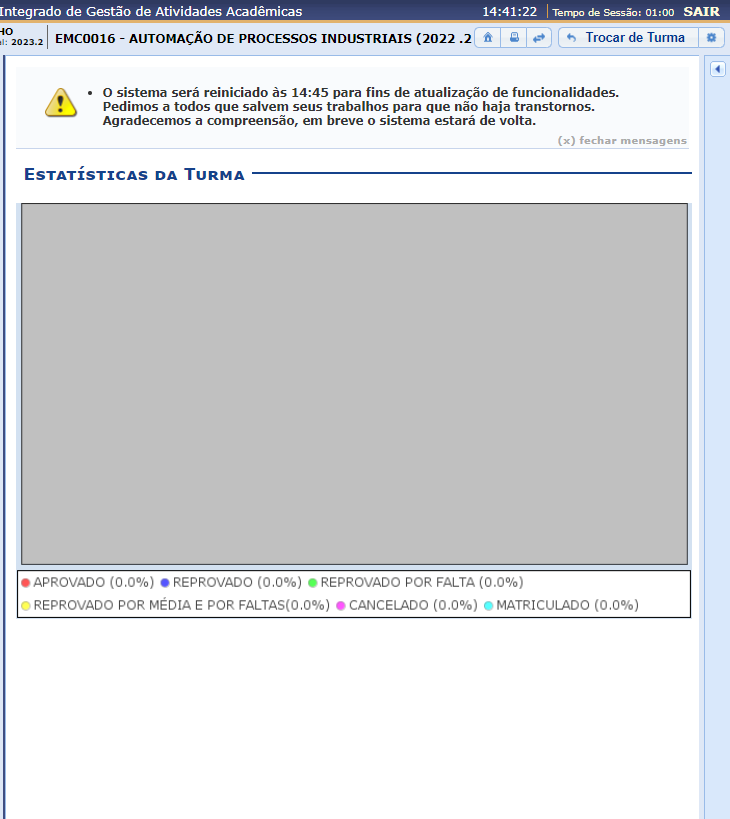 Integrado de Gestão de Atividades Acadêmicas 14:41:22 Tempo de Sessão: 01:00 SAIR
HO
al: 2023.2 EMC0016 - AUTOMAÇÃO DE PROCESSOS INDUSTRIAIS (2022 .2 Trocar de Turma
• O sistema será reiniciado às 14:45 para fins de atualização de funcionalidades.
Pedimos a todos que salvem seus trabalhos para que não haja transtornos.
Agradecemos a compreensão, em breve o sistema estará de volta.
(x) fechar mensagens
Estatísticas da Turma
APROVADO (0.0%) REPROVADO (0.0%) REPROVADO POR FALTA (0.0%)
REPROVADO POR MÉDIA E POR FALTAS(0.0%) CANCELADO (0.0%) MATRICULADO (0.0%)